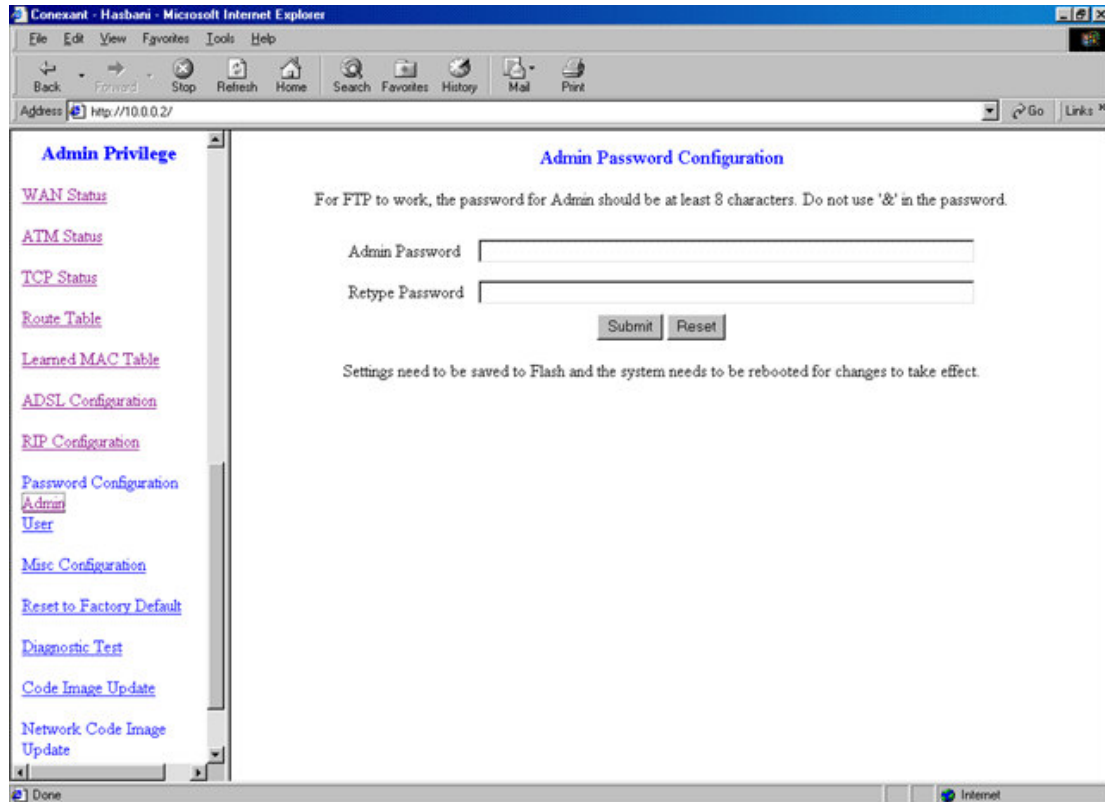 Conexant - Hasbani - Microsoft Internet Explorer
File Edit View Favorites Tools Help
Back Forward Stop Refresh Home Search Favorites History Mail Print
Address http://10.0.0.2/ Go Links
Admin Privilege
WAN Status
ATM Status
TCP Status
Route Table
Learned MAC Table
ADSL Configuration
RIP Configuration
Password Configuration
Admin
User
Misc Configuration
Reset to Factory Default
Diagnostic Test
Code Image Update
Network Code Image
Update
Admin Password Configuration
For FTP to work, the password for Admin should be at least 8 characters. Do not use '&' in the password.
Admin Password
Retype Password
Submit Reset
Settings need to be saved to Flash and the system needs to be rebooted for changes to take effect.
Done Internet